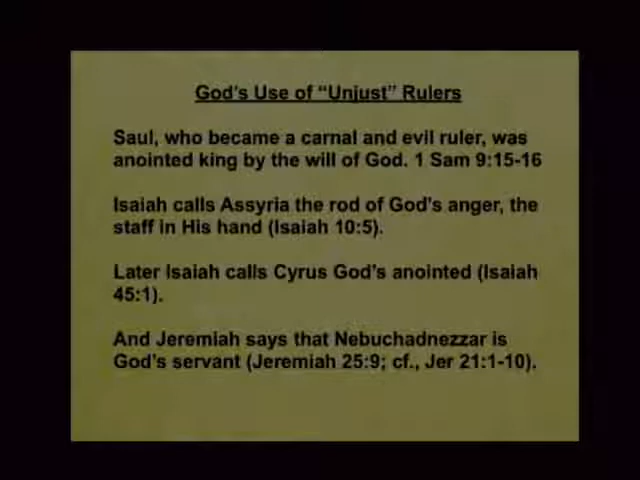 God's Use of “Unjust” Rulers
Saul, who became a carnal and evil ruler, was
anointed king by the will of God. 1 Sam 9:15-16
Isaiah calls Assyria the rod of God's anger, the
staff in His hand (Isaiah 10:5).
Later Isaiah calls Cyrus God's anointed (Isaiah
45:1).
And Jeremiah says that Nebuchadnezzar is
God's servant (Jeremiah 25:9; cf., Jer 21:1-10).